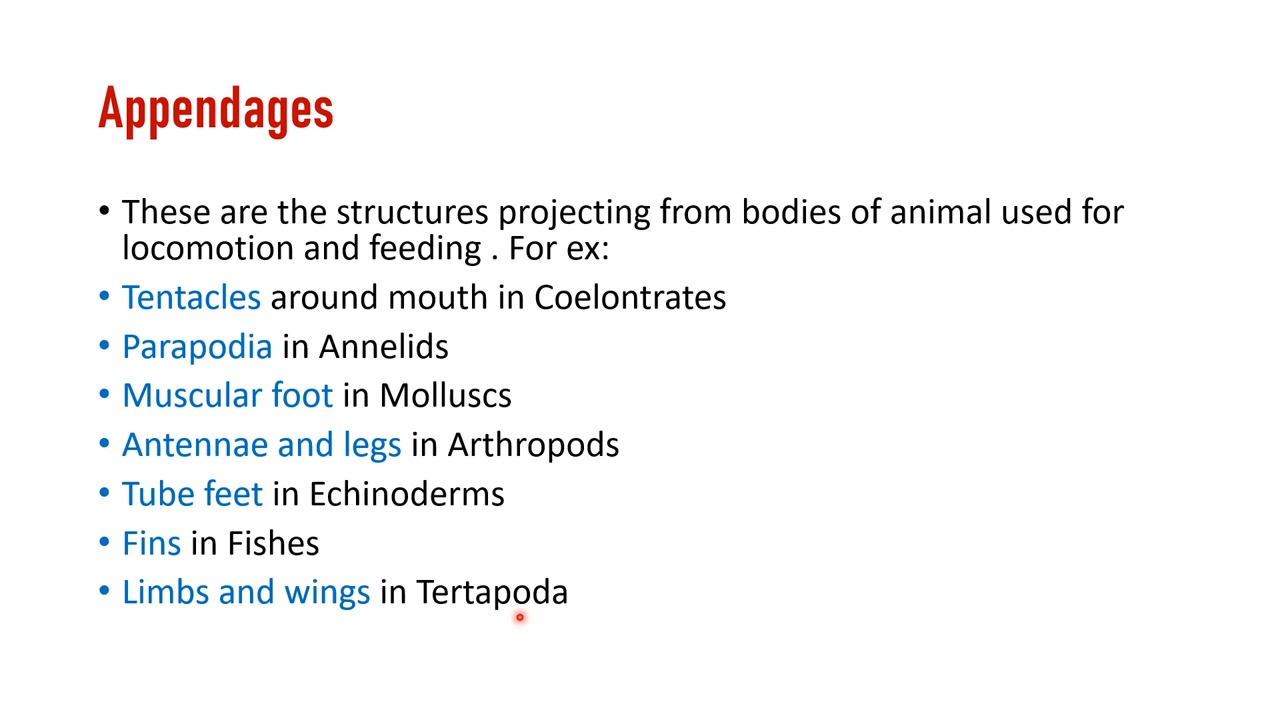 Appendages
• These are the structures projecting from bodies of animal used for
locomotion and feeding . For ex:
• Tentacles around mouth in Coelontrates
• Parapodia in Annelids
• Muscular foot in Molluscs
• Antennae and legs in Arthropods
• Tube feet in Echinoderms
• Fins in Fishes
• Limbs and wings in Tertapoda